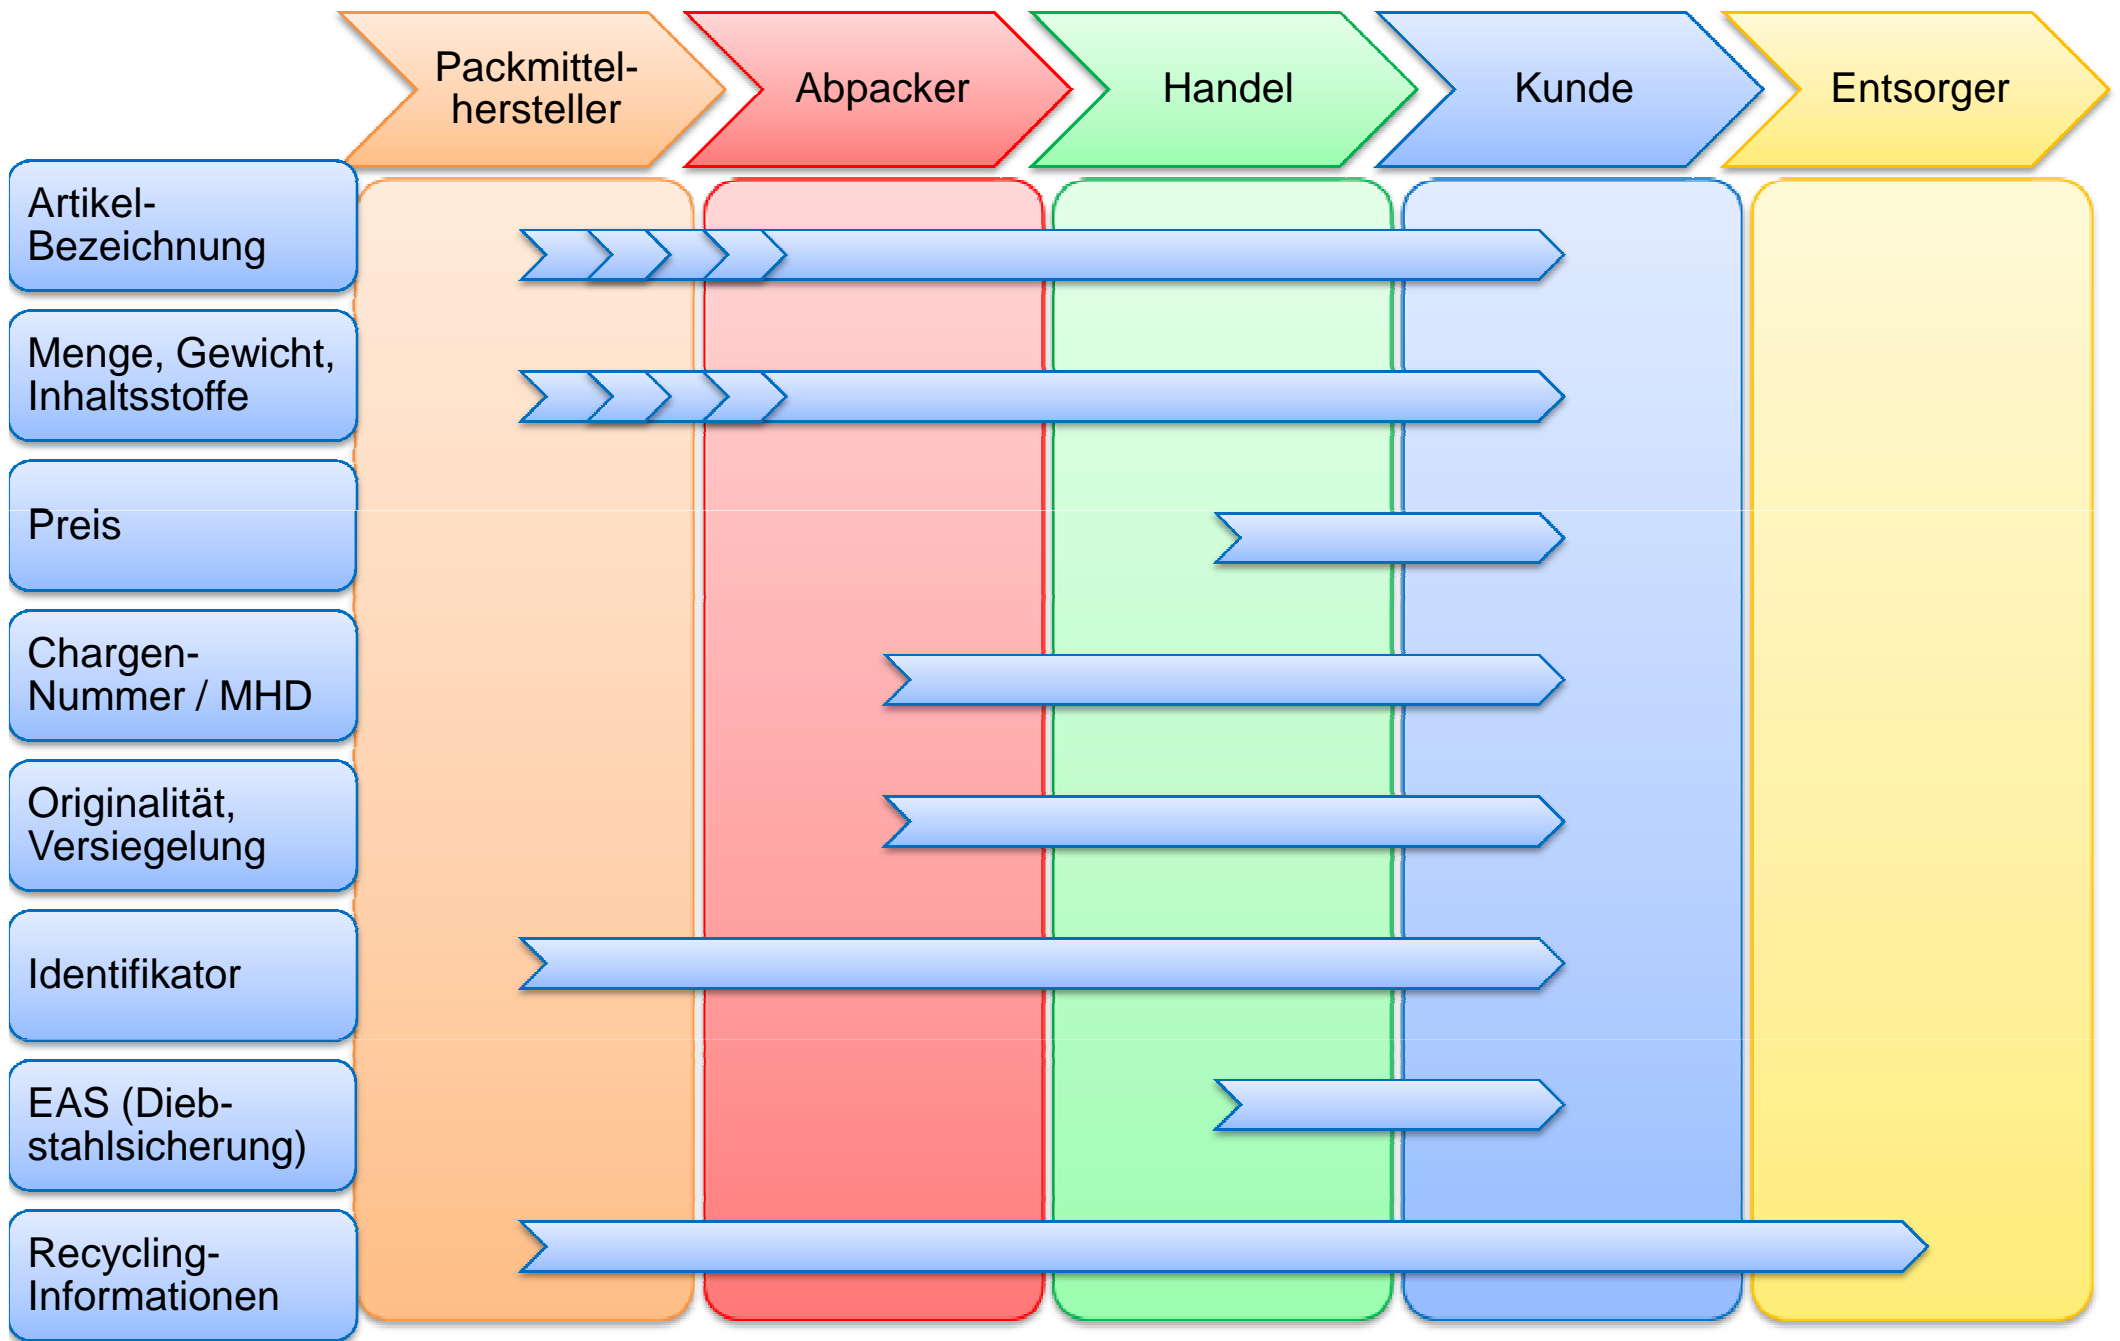 Packmittel-
hersteller
Abpacker
Handel
Kunde
Entsorger
Artikel-
Bezeichnung
Menge, Gewicht,
Inhaltsstoffe
Preis
Chargen-
Nummer / MHD
Originalität,
Versiegelung
Identifikator
EAS (Dieb-
stahlsicherung)
Recycling-
Informationen